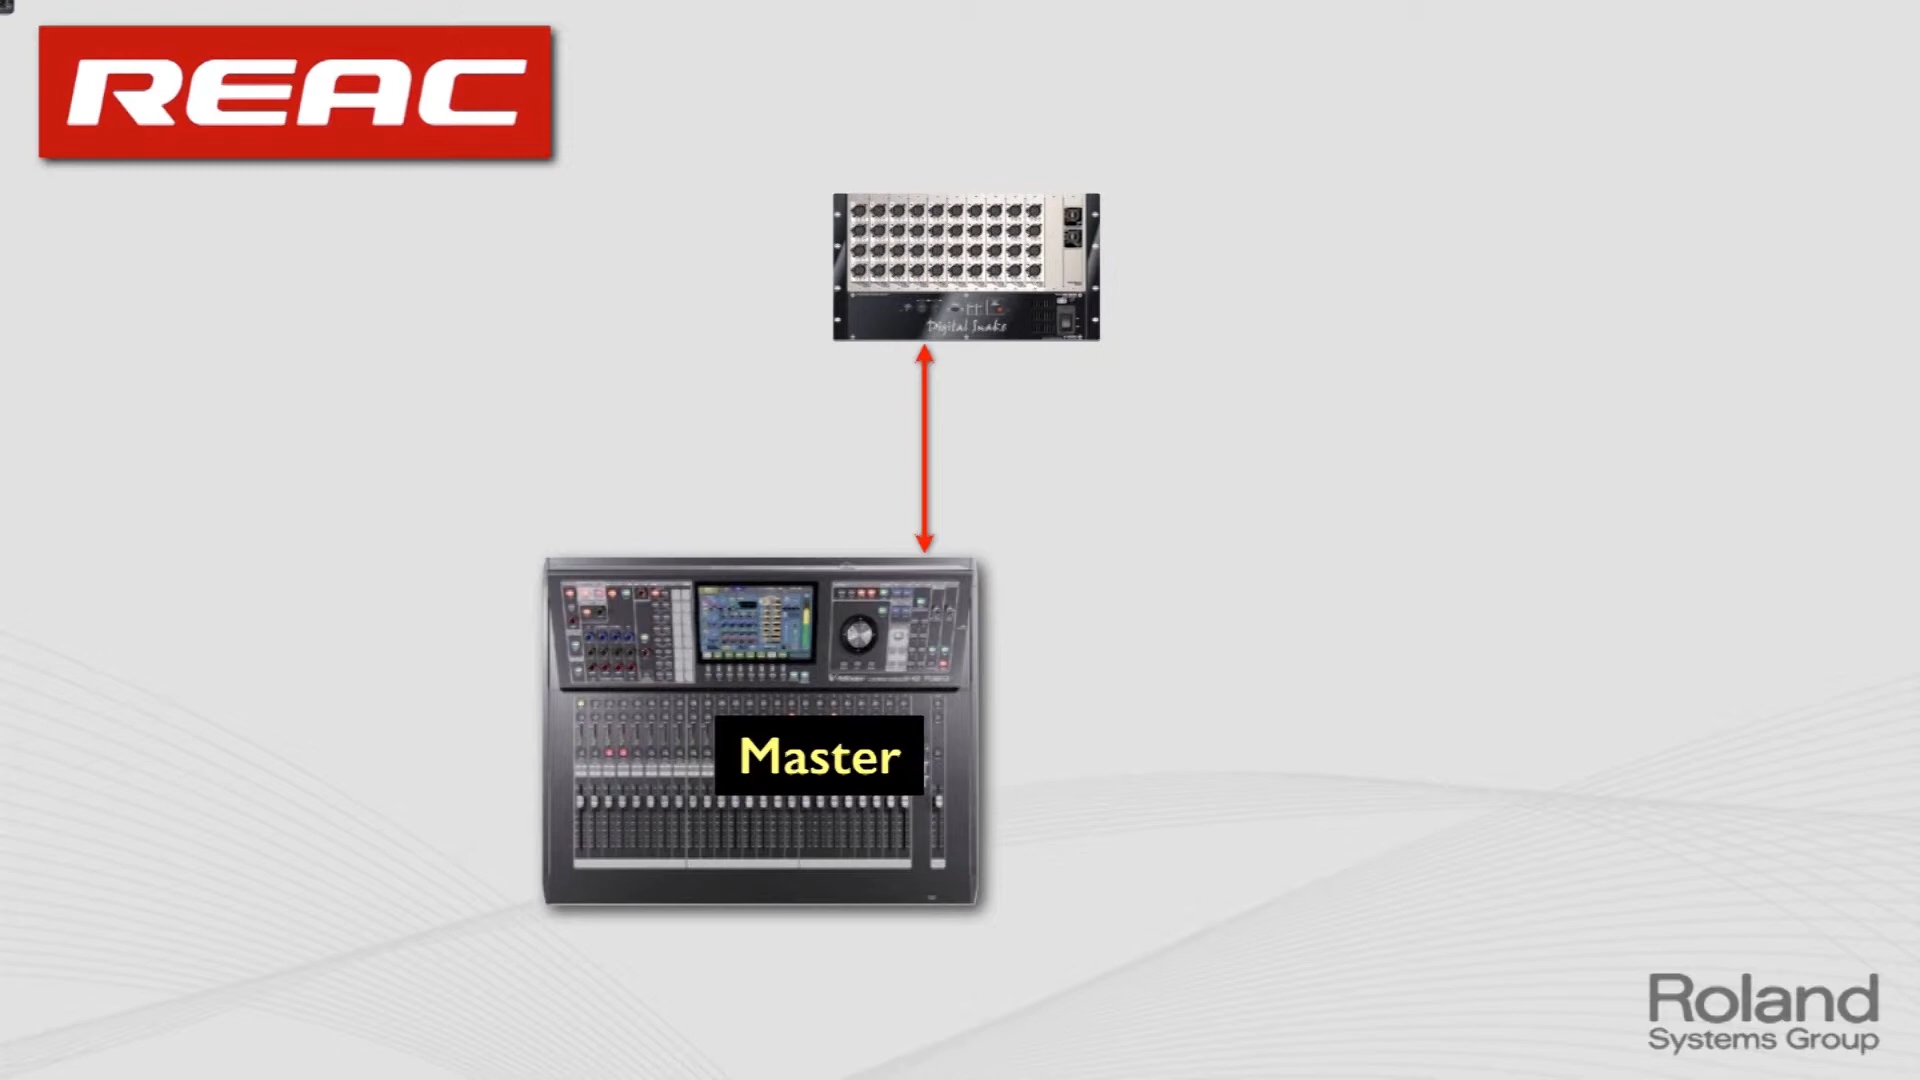 REAC
Digital Snake
Master
Roland
Systems Group